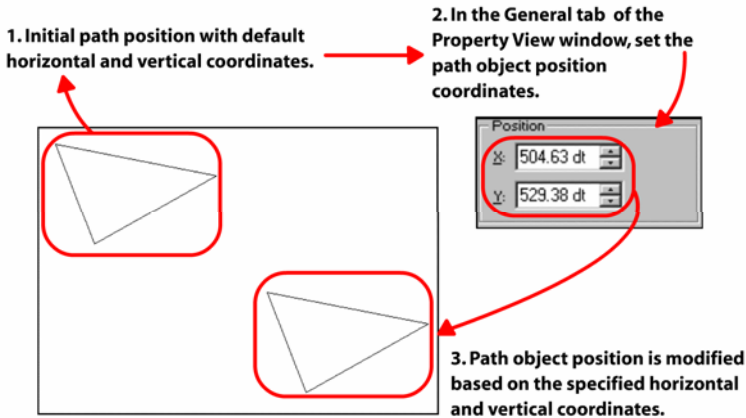 1. Initial path position with default
horizontal and vertical coordinates.
2. In the General tab of the
Property View window, set the
path object position
coordinates.
Position
X: 504.63 dt
Y: 529.38 dt
3. Path object position is modified
based on the specified horizontal
and vertical coordinates.